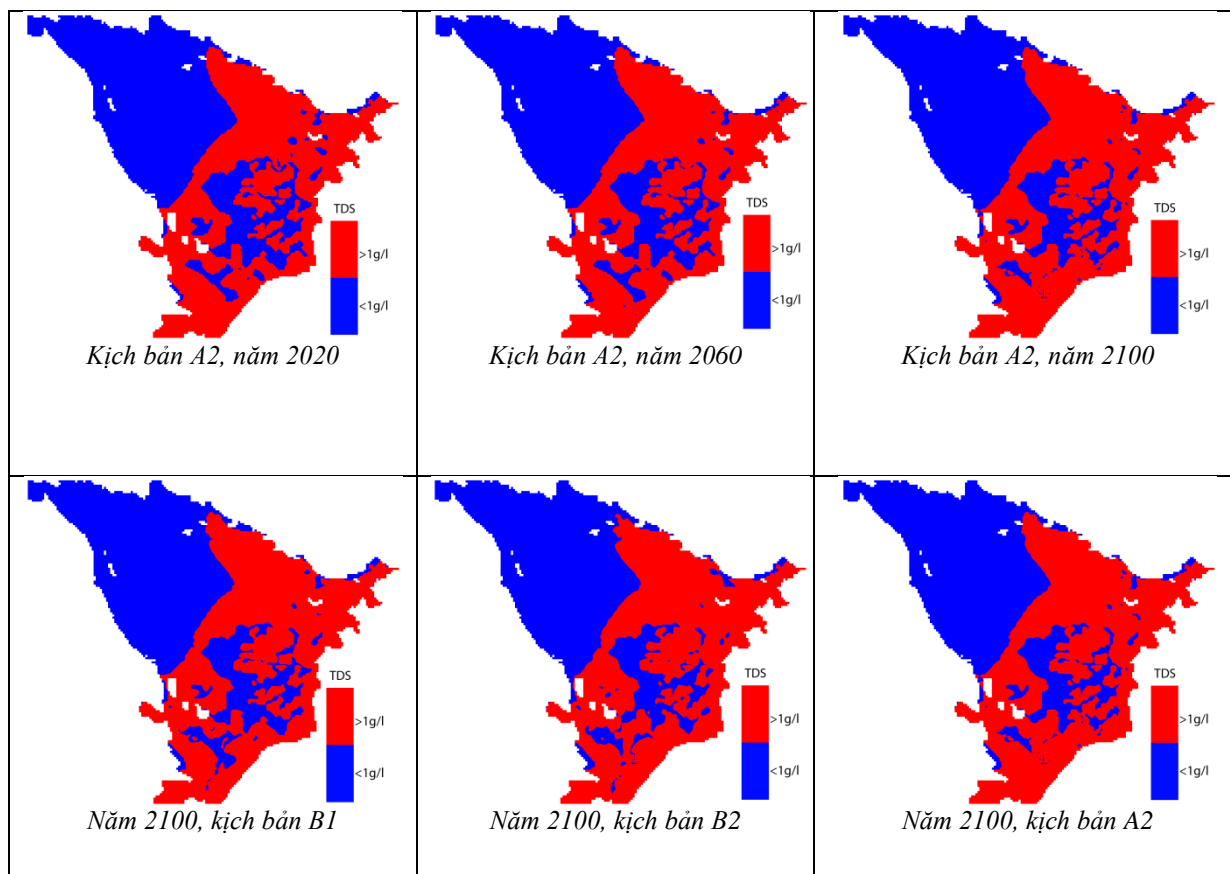 TDS
>1g/l
<1g/l
Kịch bản A2, năm 2020
TDS
>1g/l
<1g/l
Kịch bản A2, năm 2060
TDS
>1g/l
<1g/l
Kịch bản A2, năm 2100
TDS
>1g/l
<1g/l
Năm 2100, kịch bản B1
TDS
>1g/l
<1g/l
Năm 2100, kịch bản B2
TDS
>1g/l
<1g/l
Năm 2100, kịch bản A2